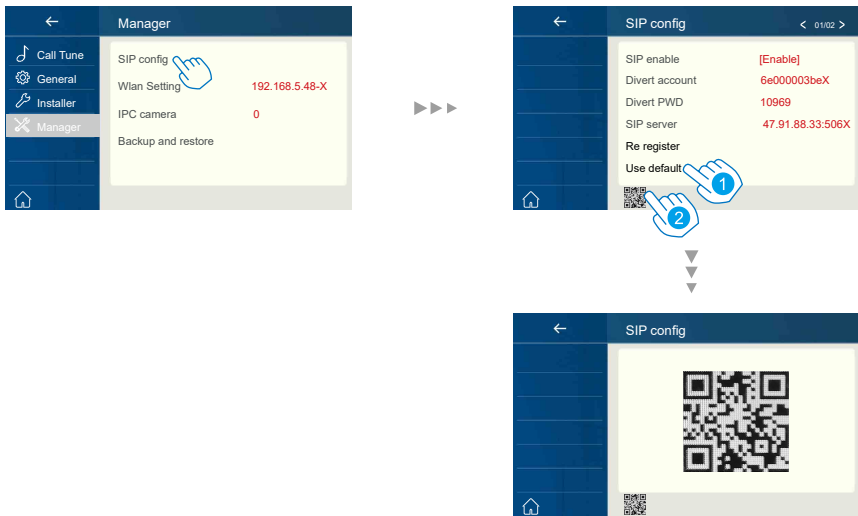 Manager
Call Tune
General
Installer
Manager
SIP config
Wlan Setting 192.168.5.48-X
IPC camera 0
Backup and restore
SIP config < 01/02 >
SIP enable [Enable]
Divert account 6e000003beX
Divert PWD 10969
SIP server 47.91.88.33:506X
Re register
Use default
1
2
SIP config